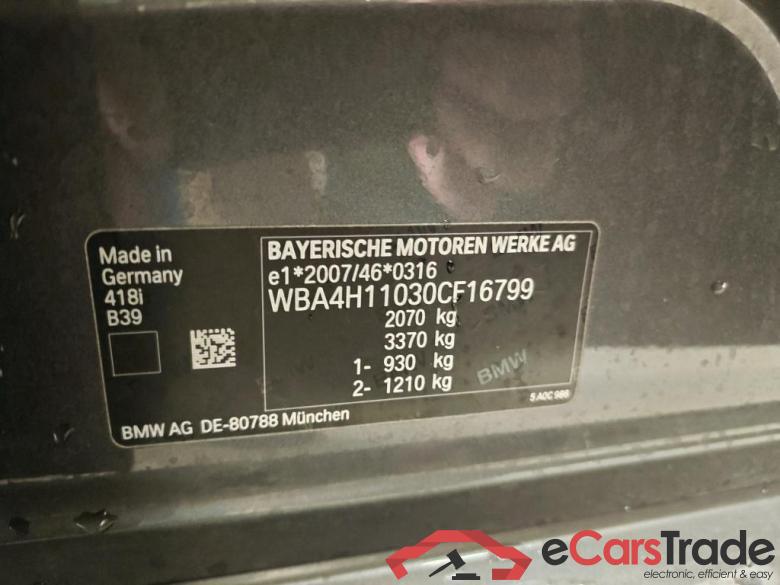 Made in
Germany
418i
B39
BAYERISCHE MOTOREN WERKE AG
e1*2007/46*0316
WBA4H11030CF16799
2070 kg
3370 kg
1- 930 kg
2- 1210 kg
BMW
5 A0C 986
BMW AG DE-80788 München
eCarsTrade
electronic, efficient & easy